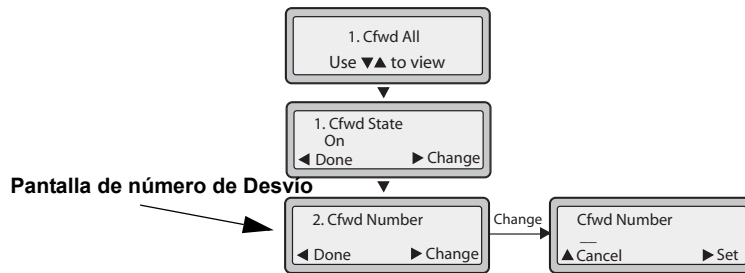 1. Cfwd All
Use ▼▲ to view
▼
1. Cfwd State
On
◀ Done ▶ Change
▼
Pantalla de número de Desvío
2. Cfwd Number
◀ Done ▶ Change
Change
Cfwd Number
__
▲ Cancel ▶ Set